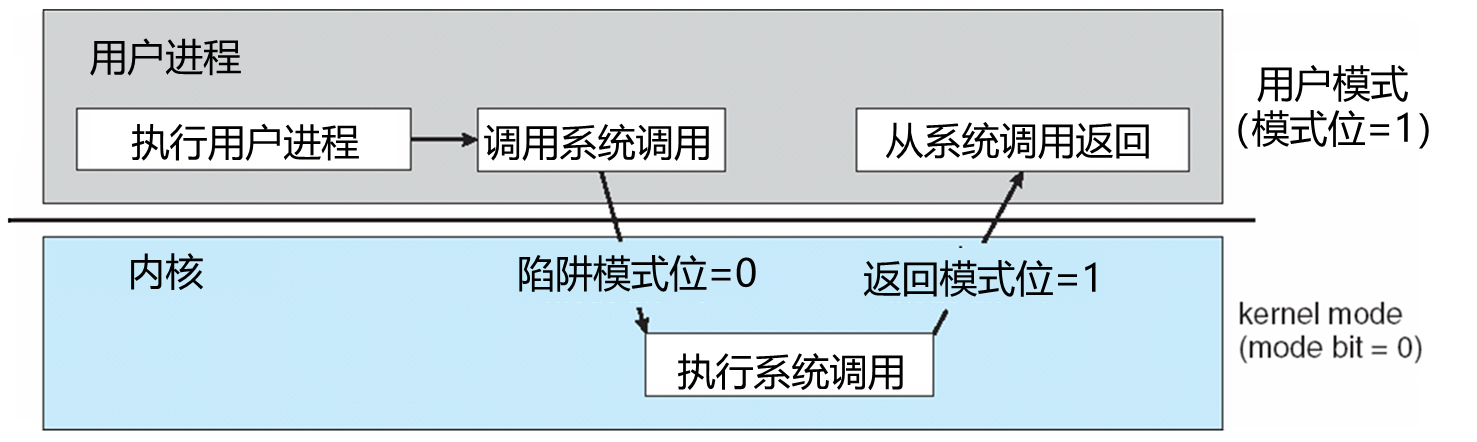 用户进程
用户模式
(模式位=1)
执行用户进程
调用系统调用
从系统调用返回
内核
陷阱模式位=0
返回模式位=1
kernel mode
(mode bit = 0)
执行系统调用